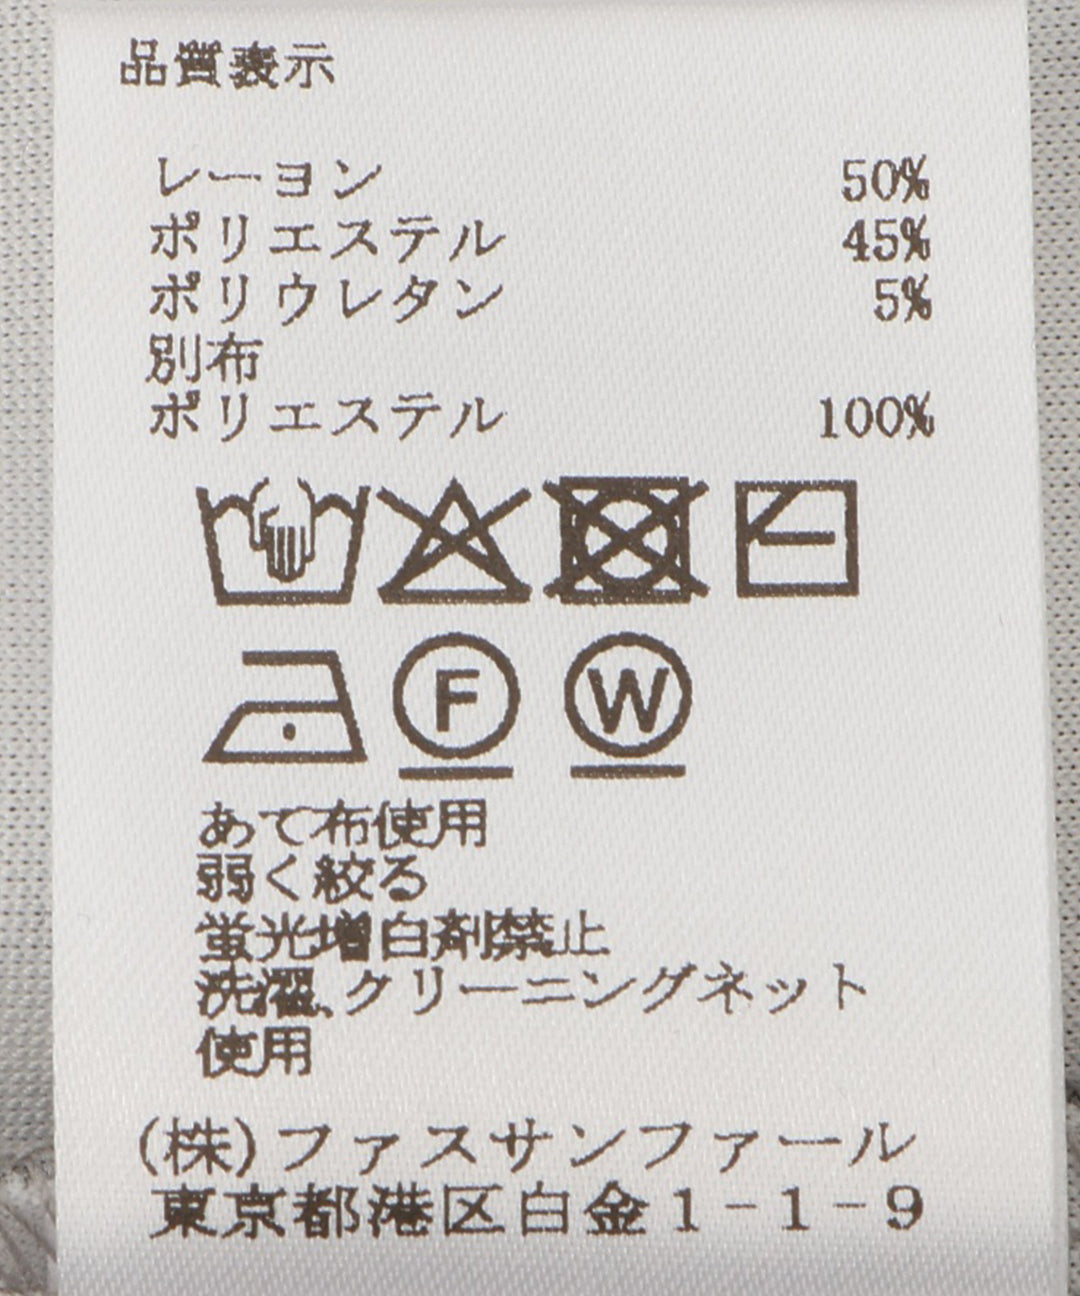 品質表示
レーヨン 50%
ポリエステル 45%
ポリウレタン 5%
別布
ポリエステル 100%
F W
あて布使用
弱く絞る
蛍光増白剤禁止
洗濯、クリーニングネット
使用
(株)ファスサンファール
東京都港区白金1-1-9